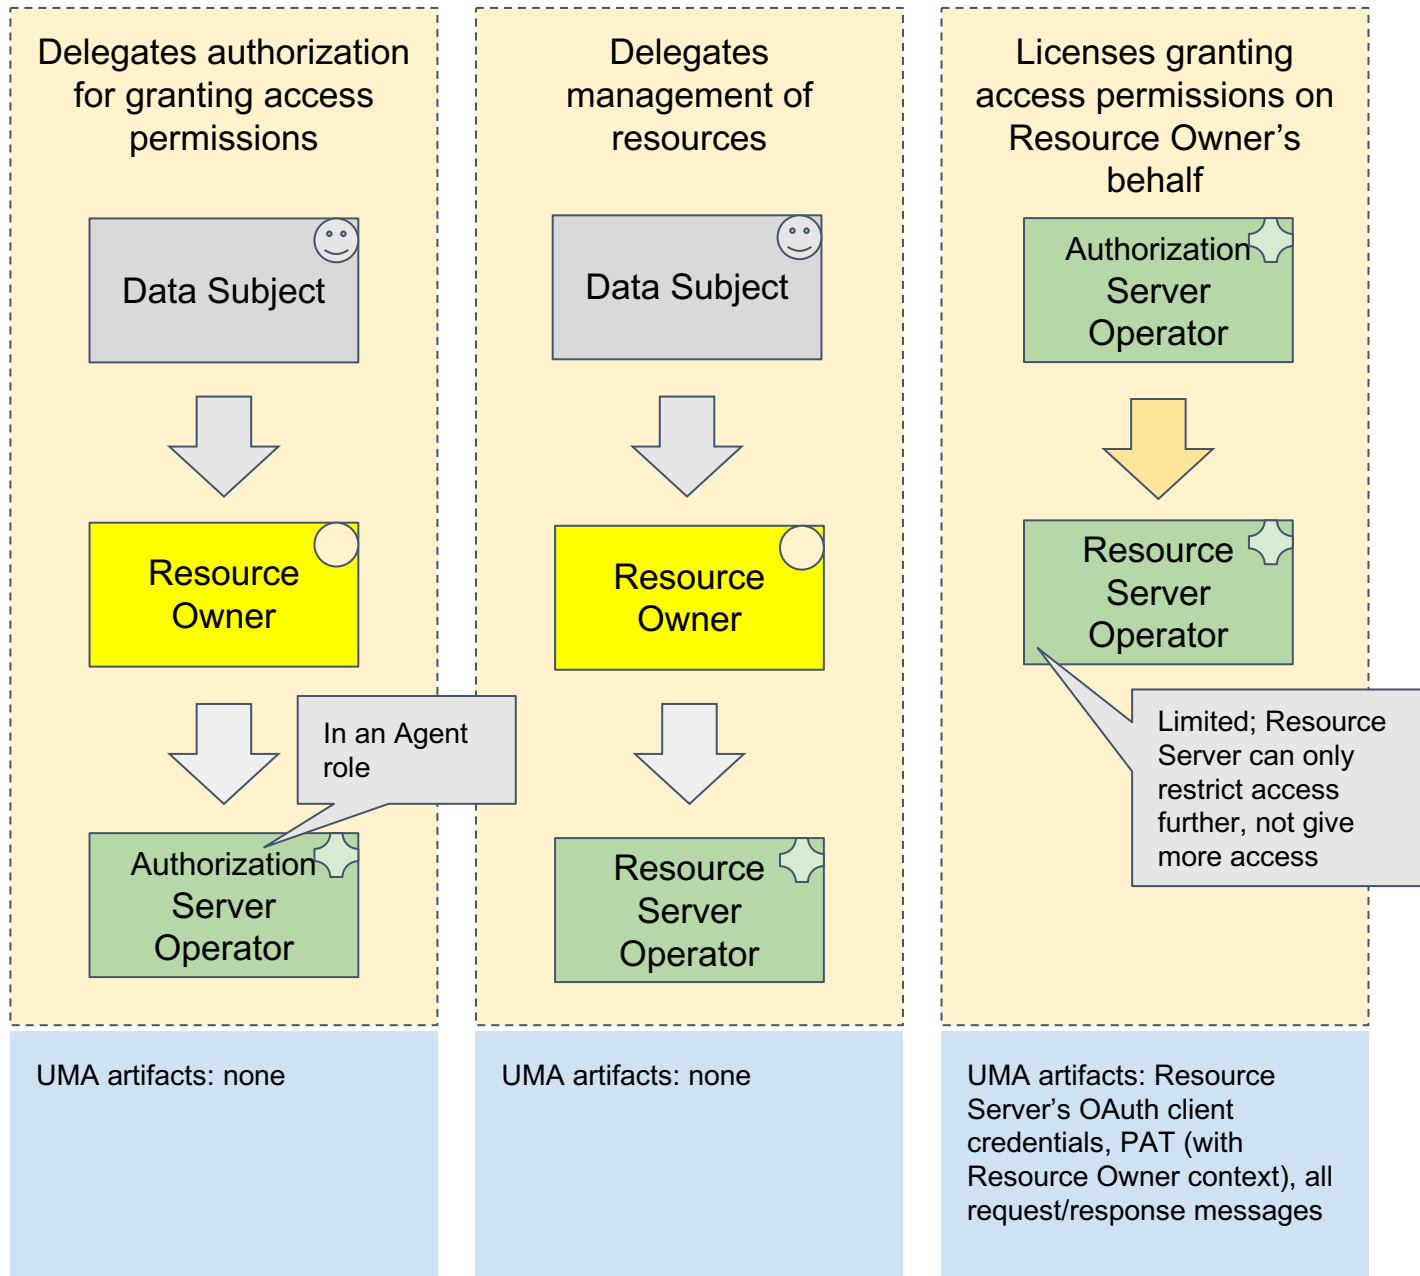 Delegates authorization
for granting access
permissions
Data Subject
Resource
Owner
In an Agent
role
Authorization
Server
Operator
UMA artifacts: none
Delegates
management of
resources
Data Subject
Resource
Owner
Resource
Server
Operator
UMA artifacts: none
Licenses granting
access permissions on
Resource Owner’s
behalf
Authorization
Server
Operator
Resource
Server
Operator
Limited; Resource
Server can only
restrict access
further, not give
more access
UMA artifacts: Resource
Server’s OAuth client
credentials, PAT (with
Resource Owner context), all
request/response messages